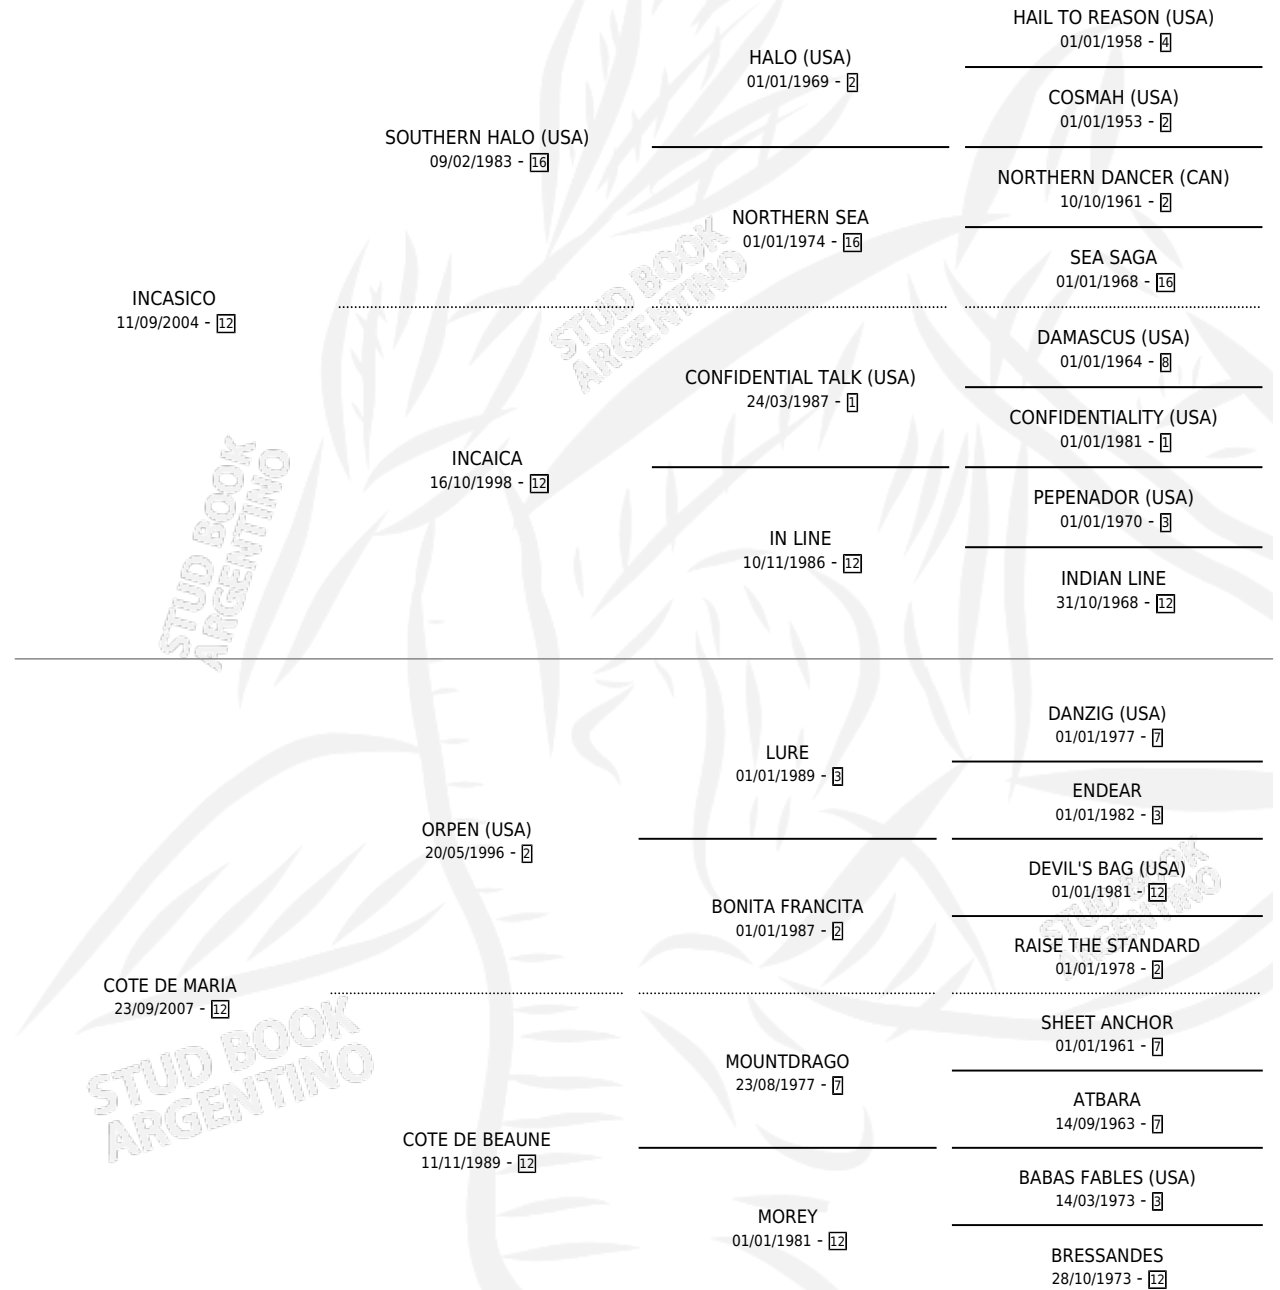 HAIL TO REASON (USA)
01/01/1958 - 4
HALO (USA)
01/01/1969 - 2
COSMAH (USA)
01/01/1953 - 2
SOUTHERN HALO (USA)
09/02/1983 - 16
NORTHERN DANCER (CAN)
10/10/1961 - 2
NORTHERN SEA
01/01/1974 - 16
SEA SAGA
01/01/1968 - 16
INCASICO
11/09/2004 - 12
STUD BOOK
ARGENTINO
DAMASCUS (USA)
01/01/1964 - 8
CONFIDENTIAL TALK (USA)
24/03/1987 - 1
CONFIDENTIALITY (USA)
01/01/1981 - 1
INCAICA
16/10/1998 - 12
PEPENADOR (USA)
01/01/1970 - 3
IN LINE
10/11/1986 - 12
INDIAN LINE
31/10/1968 - 12
STUD BOOK
ARGENTINO
DANZIG (USA)
01/01/1977 - 7
LURE
01/01/1989 - 3
ENDEAR
01/01/1982 - 3
ORPEN (USA)
20/05/1996 - 2
DEVIL'S BAG (USA)
01/01/1981 - 12
BONITA FRANCITA
01/01/1987 - 2
STUD BOOK
ARGENTINO
RAISE THE STANDARD
01/01/1978 - 2
COTE DE MARIA
23/09/2007 - 12
STUD BOOK
ARGENTINO
SHEET ANCHOR
01/01/1961 - 7
MOUNTDRAGO
23/08/1977 - 7
ATBARA
14/09/1963 - 7
COTE DE BEAUNE
11/11/1989 - 12
BABAS FABLES (USA)
14/03/1973 - 3
MOREY
01/01/1981 - 12
BRESSANDES
28/10/1973 - 12